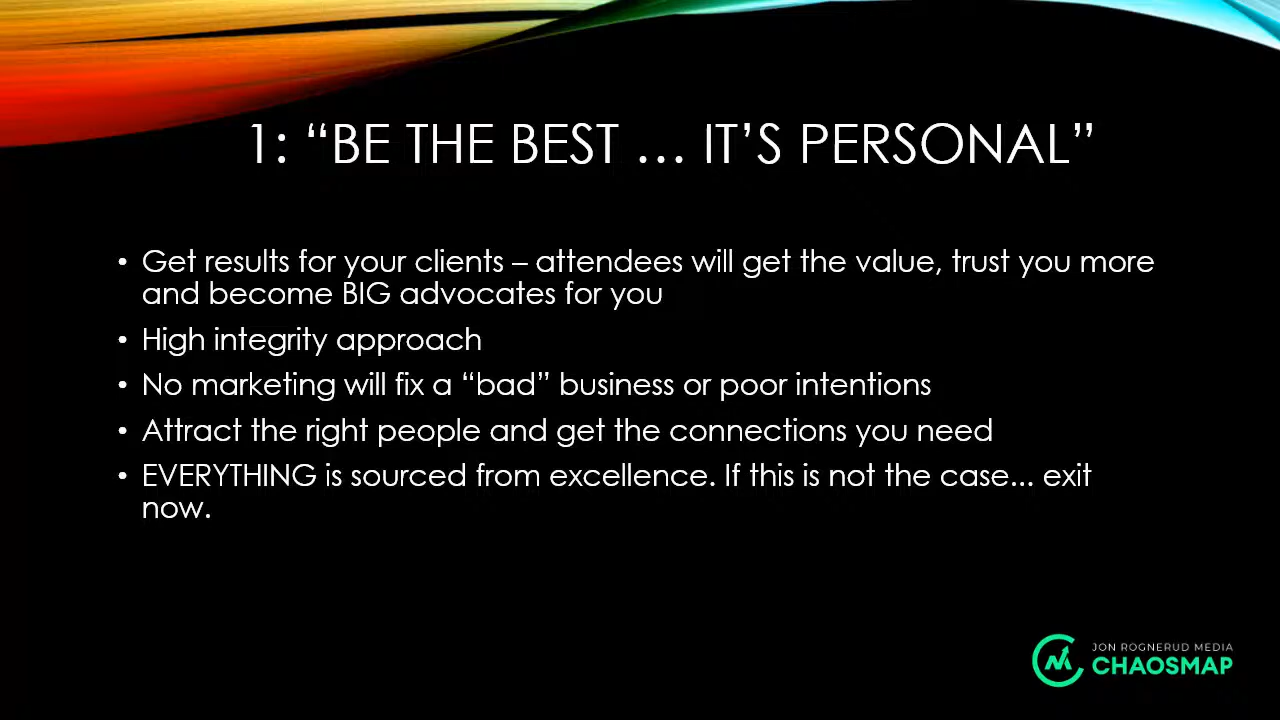 1: “BE THE BEST … IT’S PERSONAL”
• Get results for your clients – attendees will get the value, trust you more
and become BIG advocates for you
• High integrity approach
• No marketing will fix a “bad” business or poor intentions
• Attract the right people and get the connections you need
• EVERYTHING is sourced from excellence. If this is not the case... exit
now.
JON ROGNERUD MEDIA
CHAOSMAP